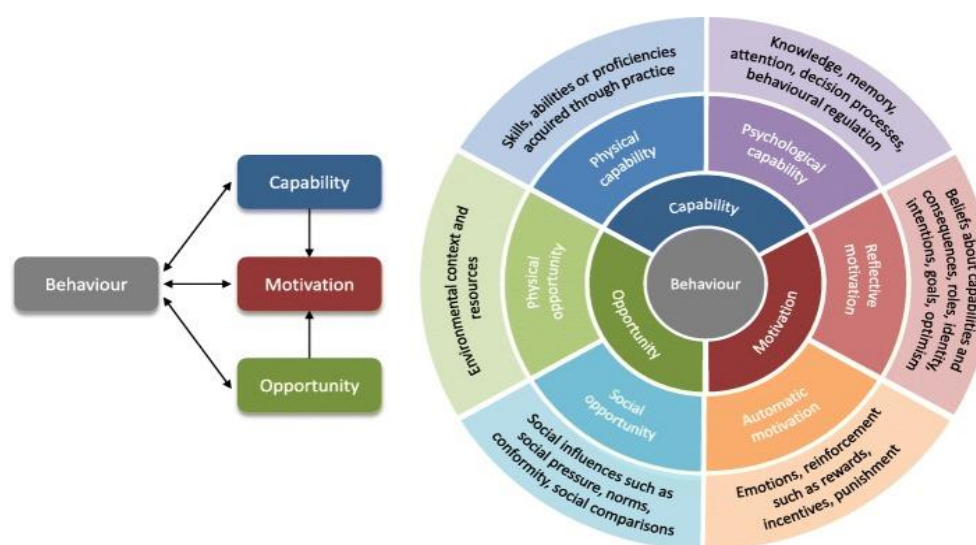 Capability
Behaviour
Motivation
Opportunity
Skills, abilities or proficiencies
acquired through practice
Knowledge, memory,
attention, decision processes,
behavioural regulation
Physical
capability
Psychological
capability
Capability
Environmental context and
resources
Physical
opportunity
Opportunity
Behaviour
Motivation
Reflective
motivation
Beliefs about capabilities and
consequences, roles, identity,
intentions, goals, optimism
Social
opportunity
Automatic
motivation
Social influences such as
social pressure, norms,
conformity, social comparisons
Emotions, reinforcement
such as rewards,
incentives, punishment